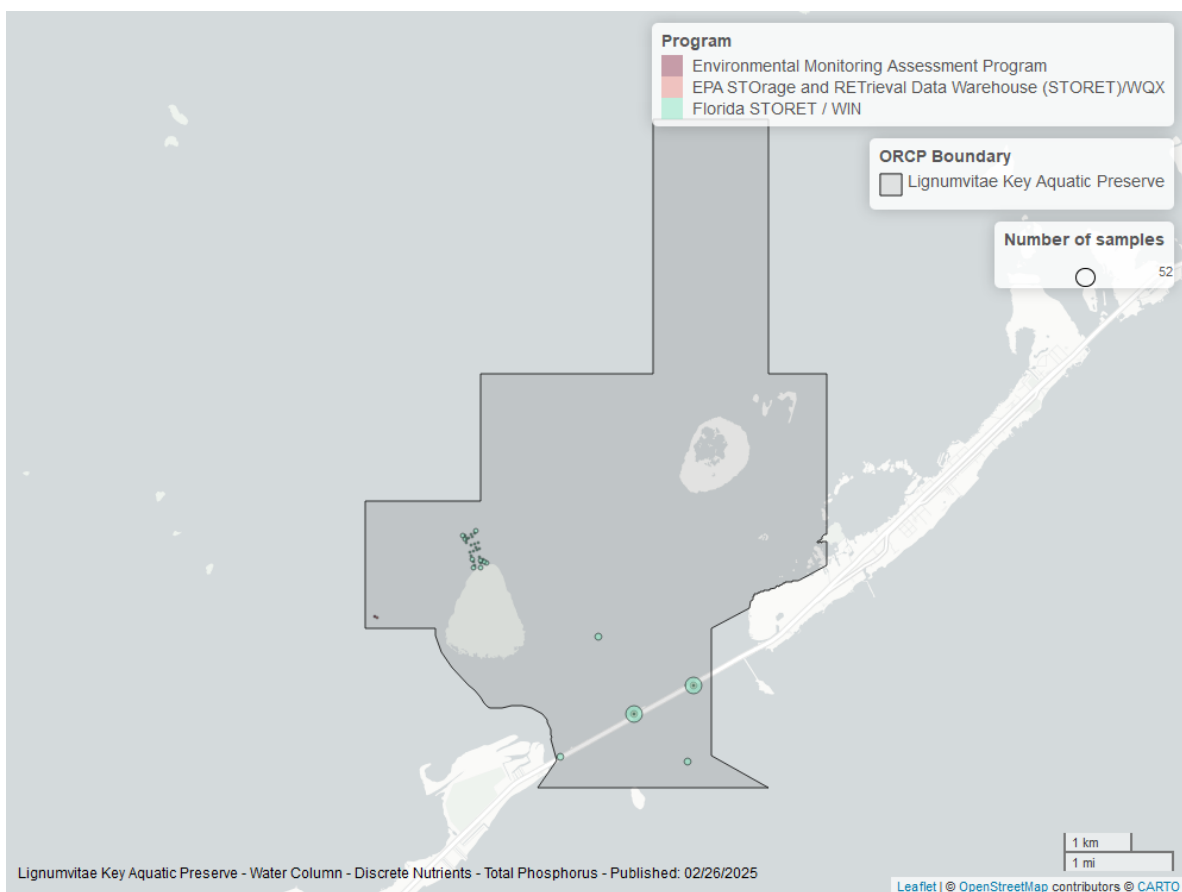 Program
Environmental Monitoring Assessment Program
EPA STOrage and RETrieval Data Warehouse (STORET)/WQX
Florida STORET / WIN
ORCP Boundary
Lignumvitae Key Aquatic Preserve
Number of samples
52
1 km
1 mi
Lignumvitae Key Aquatic Preserve - Water Column - Discrete Nutrients - Total Phosphorus - Published: 02/26/2025
Leaflet | © OpenStreetMap contributors © CARTO